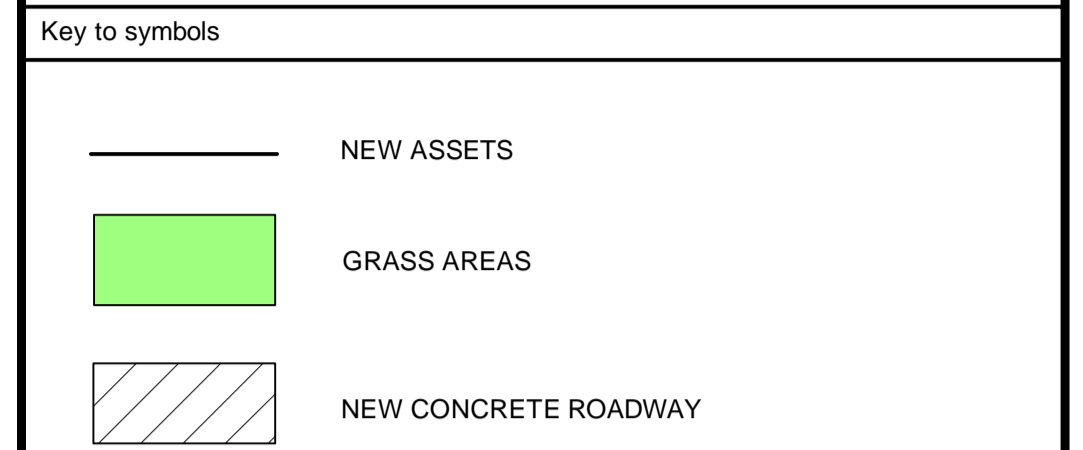 Key to symbols
NEW ASSETS
GRASS AREAS
NEW CONCRETE ROADWAY